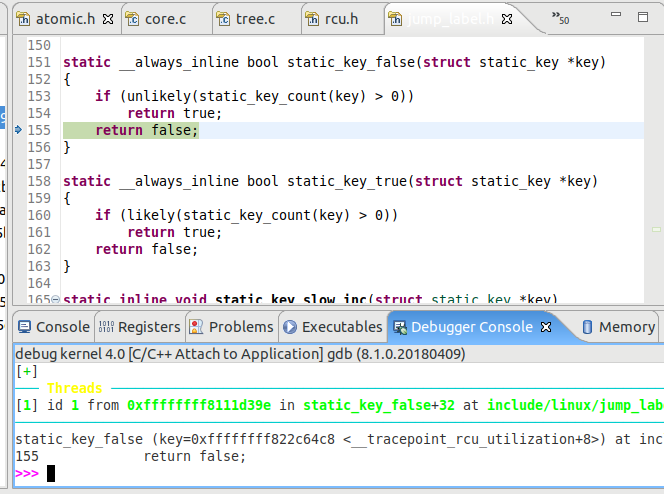 atomic.h core.c tree.c rcu.h jump_label.h »50
150
151 static __always_inline bool static_key_false(struct static_key *key)
152 {
153 if (unlikely(static_key_count(key) > 0))
154 return true;
155 return false;
156 }
157
158 static __always_inline bool static_key_true(struct static_key *key)
159 {
160 if (likely(static_key_count(key) > 0))
161 return true;
162 return false;
163 }
164
165 static inline void static_key_slow_inc(struct static_key *key)
Console Registers Problems Executables Debugger Console Memory
debug kernel 4.0 [C/C++ Attach to Application] gdb (8.1.0.20180409)
[+]
Threads
[1] id 1 from 0xffffffff8111d39e in static_key_false+32 at include/linux/jump_lab
static_key_false (key=0xffffffff822c64c8 <__tracepoint_rcu_utilization+8>) at inc
155 return false;
>>>